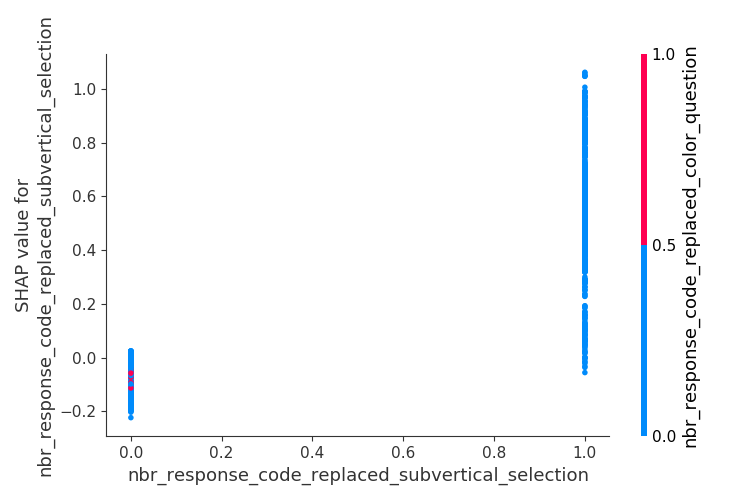 SHAP value for
nbr_response_code_replaced_subvertical_selection
1.0
0.8
0.6
0.4
0.2
0.0
−0.2
0.0 0.2 0.4 0.6 0.8 1.0
nbr_response_code_replaced_subvertical_selection
1.0
0.5
0.0
nbr_response_code_replaced_color_question